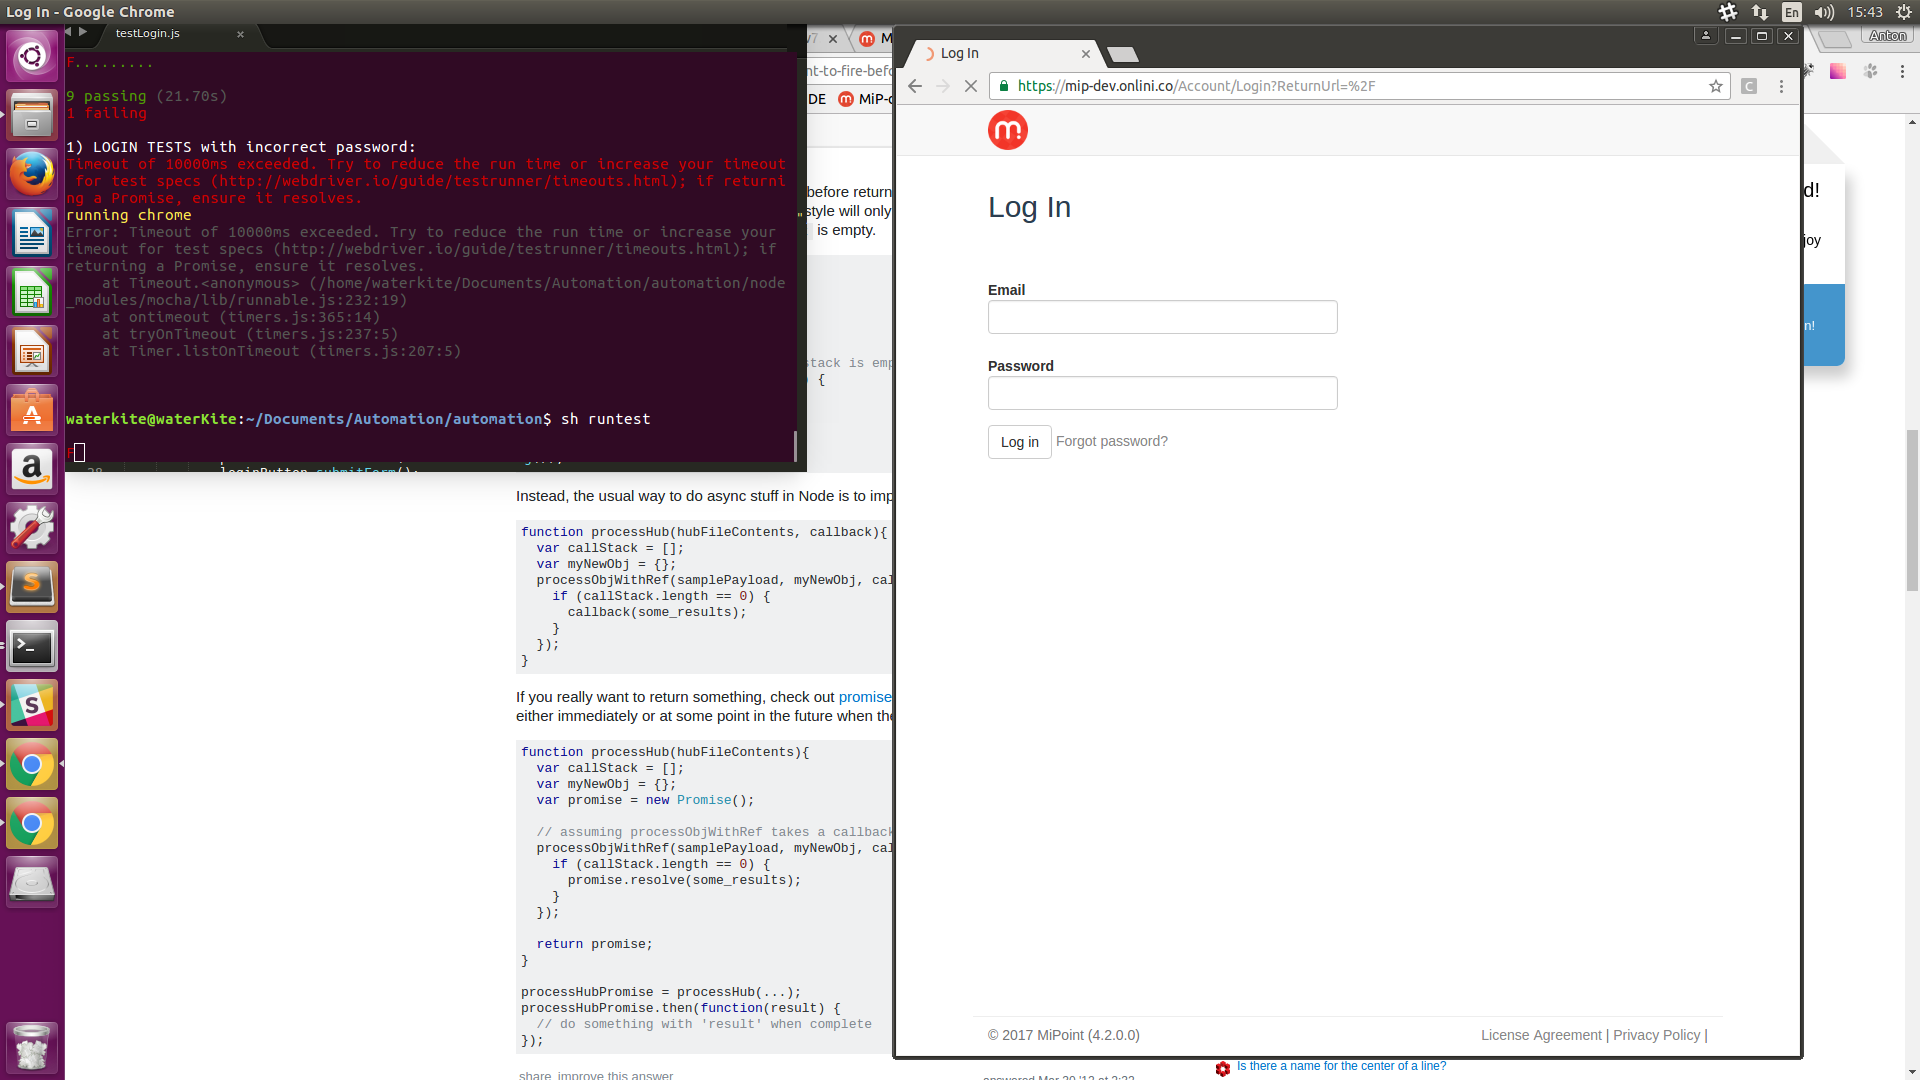 Log In - Google Chrome
En
15:43
testLogin.js
F.........
9 passing (21.70s)
1 failing
1) LOGIN TESTS with incorrect password:
Timeout of 10000ms exceeded. Try to reduce the run time or increase your timeout
for test specs (http://webdriver.io/guide/testrunner/timeouts.html); if returni
ng a Promise, ensure it resolves.
running chrome
Error: Timeout of 10000ms exceeded. Try to reduce the run time or increase your
timeout for test specs (http://webdriver.io/guide/testrunner/timeouts.html); if
returning a Promise, ensure it resolves.
at Timeout.<anonymous> (/home/waterkite/Documents/Automation/automation/node
_modules/mocha/lib/runnable.js:232:19)
at ontimeout (timers.js:365:14)
at tryOnTimeout (timers.js:237:5)
at Timer.listOnTimeout (timers.js:207:5)
waterkite@waterKite:~/Documents/Automation/automation$ sh runtest
F
28 loginButton.submitForm();
nt-to-fire-befo
DE MiP-c
before return
style will only
is empty.
stack is emp
{
Instead, the usual way to do async stuff in Node is to imp
function processHub(hubFileContents, callback){
var callStack = [];
var myNewObj = {};
processObjWithRef(samplePayload, myNewObj, cal
if (callStack.length == 0) {
callback(some_results);
}
});
}
If you really want to return something, check out promise
either immediately or at some point in the future when the
function processHub(hubFileContents){
var callStack = [];
var myNewObj = {};
var promise = new Promise();
// assuming processObjWithRef takes a callback
processObjWithRef(samplePayload, myNewObj, cal
if (callStack.length == 0) {
promise.resolve(some_results);
}
});
return promise;
}
processHubPromise = processHub(...);
processHubPromise.then(function(result) {
// do something with 'result' when complete
});
share improve this answer
answered Mar 30 '12 at 2:32
Is there a name for the center of a line?
Log In
https://mip-dev.onlini.co/Account/Login?ReturnUrl=%2F
C
m
Log In
Email
Password
Log in Forgot password?
© 2017 MiPoint (4.2.0.0)
License Agreement | Privacy Policy |
Anton
d!
joy
n!